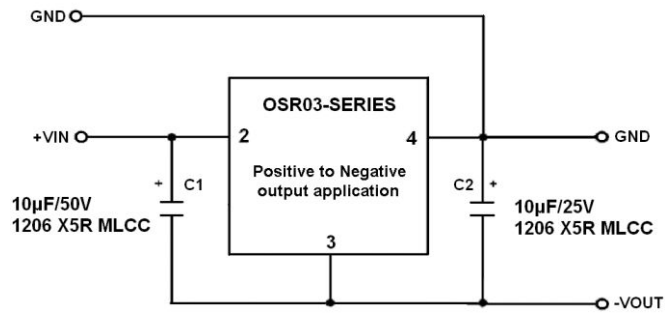 GND
OSR03-SERIES
+VIN
2
4
GND
Positive to Negative
output application
+ C1
C2 +
10µF/50V
1206 X5R MLCC
10µF/25V
1206 X5R MLCC
3
-VOUT